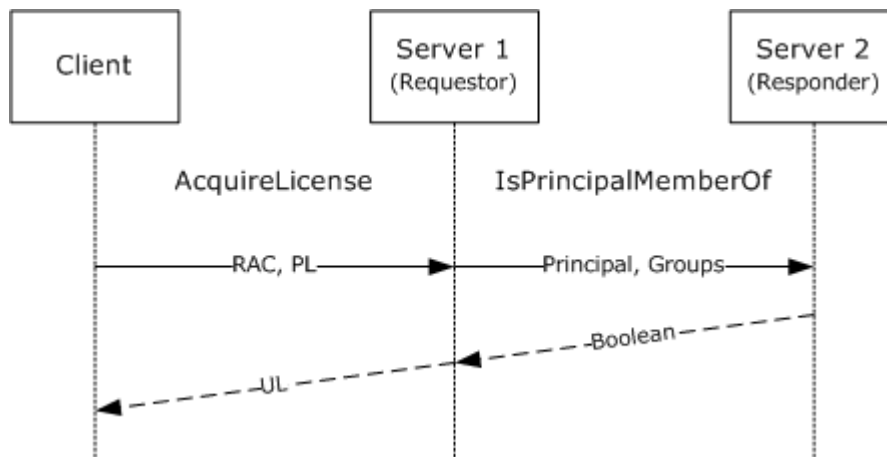 Client
Server 1
(Requestor)
Server 2
(Responder)
AcquireLicense
IsPrincipalMemberOf
RAC, PL
Principal, Groups
Boolean
UL